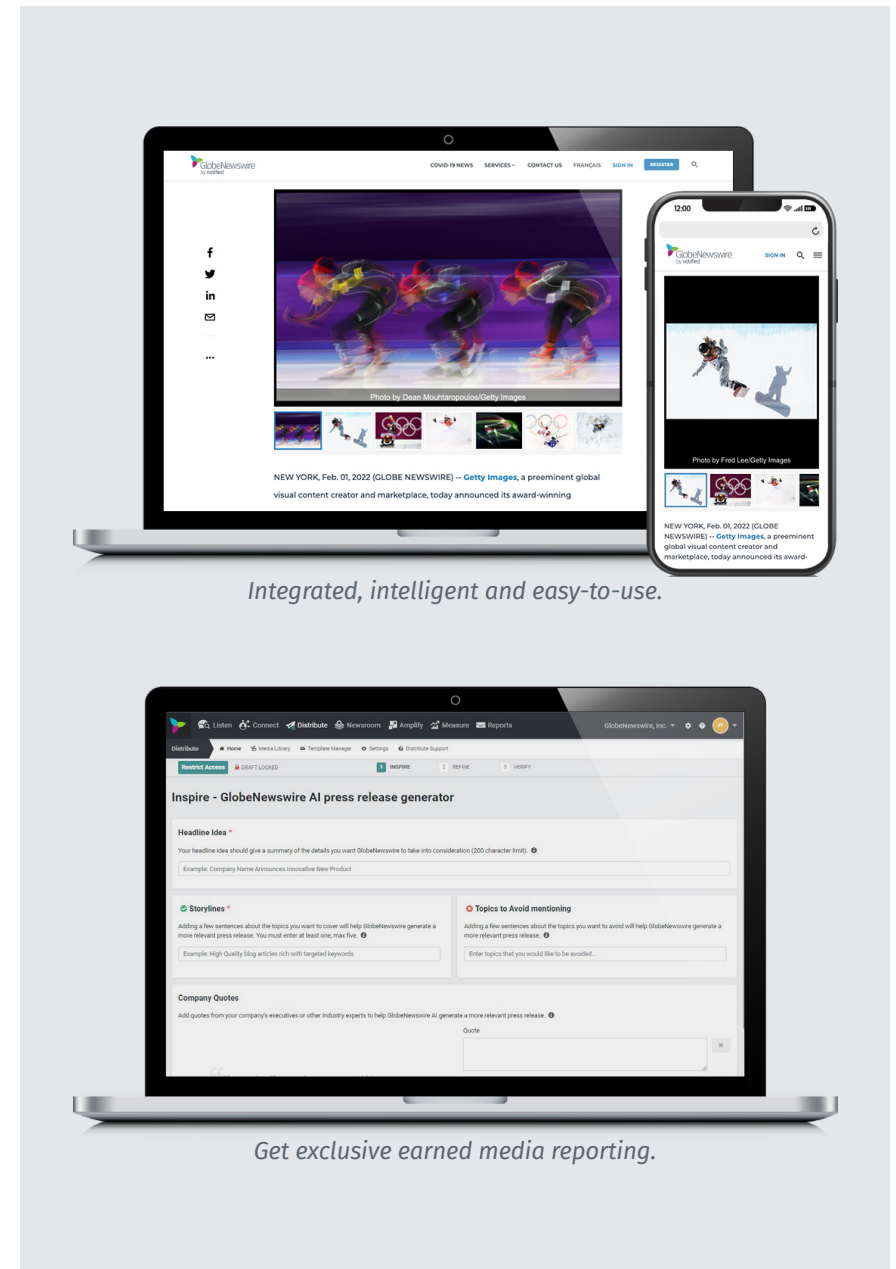 GlobeNewswire
by notified
COVID-19 NEWS SERVICES CONTACT US FRANÇAIS SIGN IN REGISTER
Photo by Dean Mouhtaropoulos/Getty Images
NEW YORK, Feb. 01, 2022 (GLOBE NEWSWIRE) -- Getty Images, a preeminent global
visual content creator and marketplace, today announced its award-winning
12:00
GlobeNewswire
by notified
SIGN IN
Photo by Fred Lee/Getty Images
NEW YORK, Feb. 01, 2022 (GLOBE
NEWSWIRE) -- Getty Images, a preeminent
global visual content creator and
marketplace, today announced its award-
Integrated, intelligent and easy-to-use.
Listen Connect Distribute Newsroom Amplify Measure Reports GlobeNewswire, Inc.
Distribute Home Media Library Template Manager Settings Distribute Support
Restrict Access DRAFT LOCKED 1 INSPIRE 2 REFINE 3 VERIFY
Inspire - GlobeNewswire AI press release generator
Headline Idea *
Your headline idea should give a summary of the details you want GlobeNewswire to take into consideration (200 character limit).
Example: Company Name Announces Innovative New Product
Storylines *
Adding a few sentences about the topics you want to cover will help GlobeNewswire generate a
more relevant press release. You must enter at least one; max five.
Example: High Quality blog articles rich with targeted keywords
Topics to Avoid mentioning
Adding a few sentences about the topics you want to avoid will help GlobeNewswire generate a
more relevant press release.
Enter topics that you would like to be avoided...
Company Quotes
Add quotes from your company's executives or other industry experts to help GlobeNewswire AI generate a more relevant press release.
Quote
Get exclusive earned media reporting.